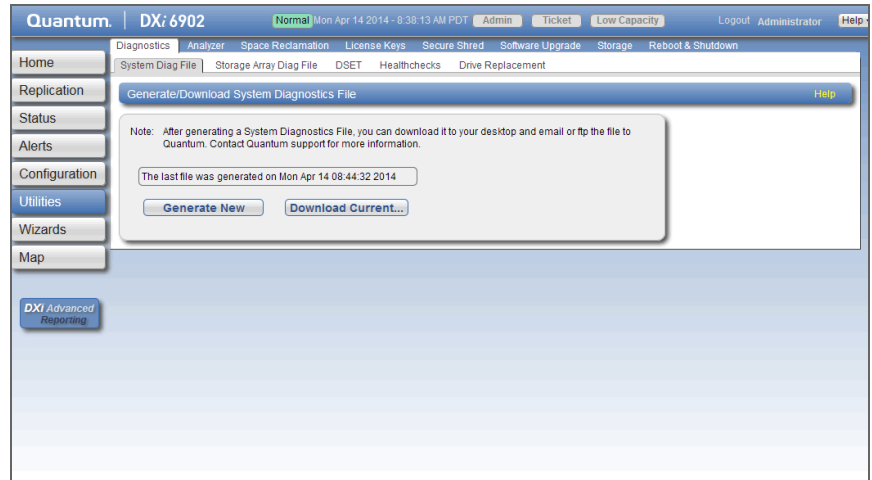 Quantum. DXi 6902 Normal Mon Apr 14 2014 - 8:38:13 AM PDT Admin Ticket Low Capacity Logout Administrator Help
Diagnostics Analyzer Space Reclamation License Keys Secure Shred Software Upgrade Storage Reboot & Shutdown
System Diag File Storage Array Diag File DSET Healthchecks Drive Replacement
Home
Replication
Status
Alerts
Configuration
Utilities
Wizards
Map
DXi Advanced
Reporting
Generate/Download System Diagnostics File Help
Note: After generating a System Diagnostics File, you can download it to your desktop and email or ftp the file to
Quantum. Contact Quantum support for more information.
The last file was generated on Mon Apr 14 08:44:32 2014
Generate New Download Current...